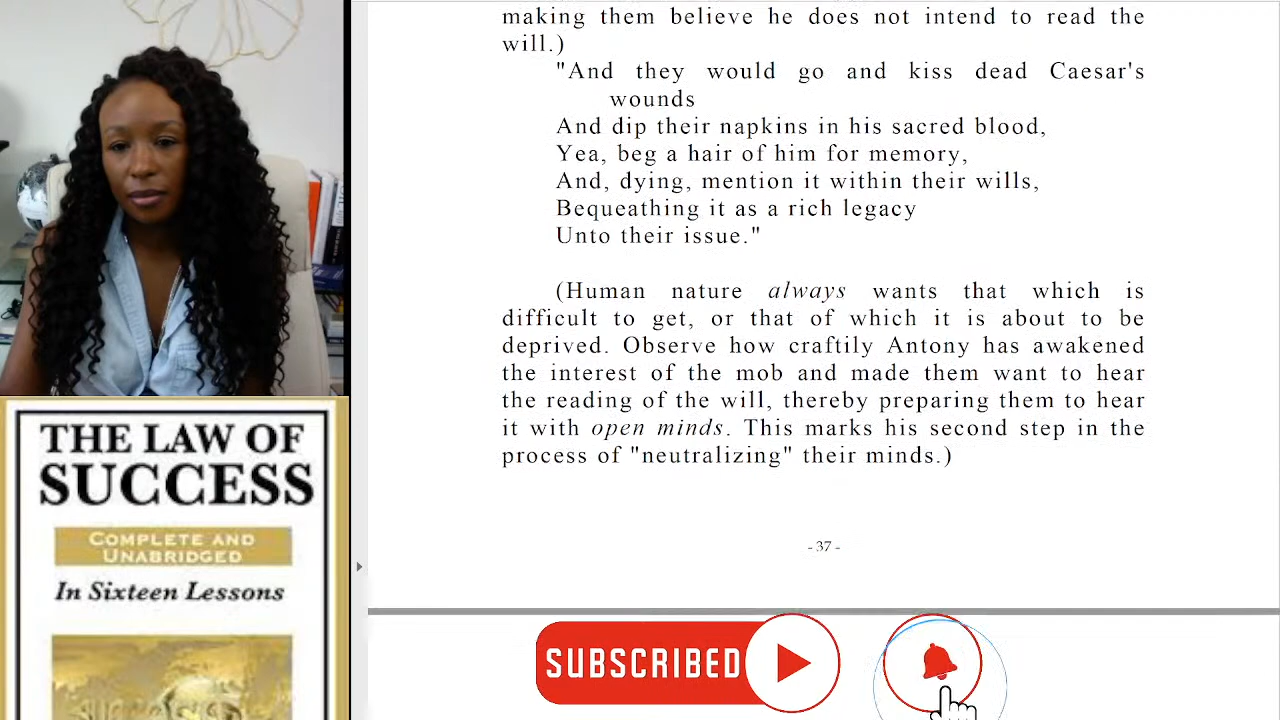 making them believe he does not intend to read the
will.)
"And they would go and kiss dead Caesar's
wounds
And dip their napkins in his sacred blood,
Yea, beg a hair of him for memory,
And, dying, mention it within their wills,
Bequeathing it as a rich legacy
Unto their issue."
(Human nature always wants that which is
difficult to get, or that of which it is about to be
deprived. Observe how craftily Antony has awakened
the interest of the mob and made them want to hear
the reading of the will, thereby preparing them to hear
it with open minds. This marks his second step in the
process of "neutralizing" their minds.)
- 37 -
THE LAW OF
SUCCESS
COMPLETE AND
UNABRIDGED
In Sixteen Lessons
SUBSCRIBED